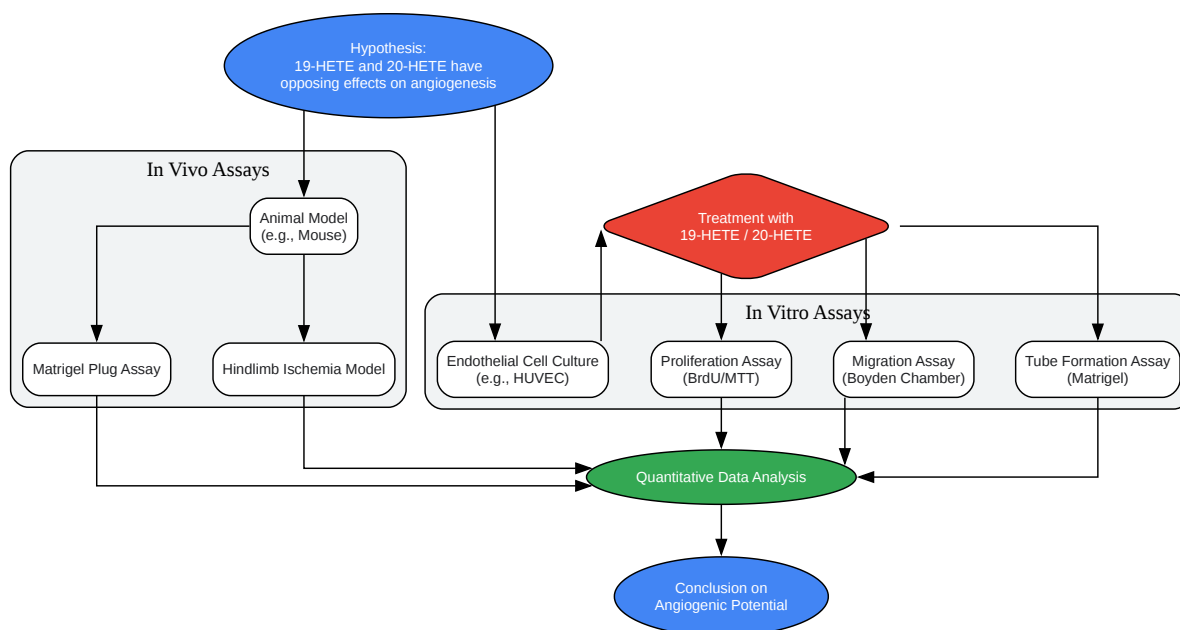 Hypothesis:
19-HETE and 20-HETE have
opposing effects on angiogenesis
In Vivo Assays
Animal Model
(e.g., Mouse)
Matrigel Plug Assay
Hindlimb Ischemia Model
Treatment with
19-HETE / 20-HETE
In Vitro Assays
Endothelial Cell Culture
(e.g., HUVEC)
Proliferation Assay
(BrdU/MTT)
Migration Assay
(Boyden Chamber)
Tube Formation Assay
(Matrigel)
Quantitative Data Analysis
Conclusion on
Angiogenic Potential